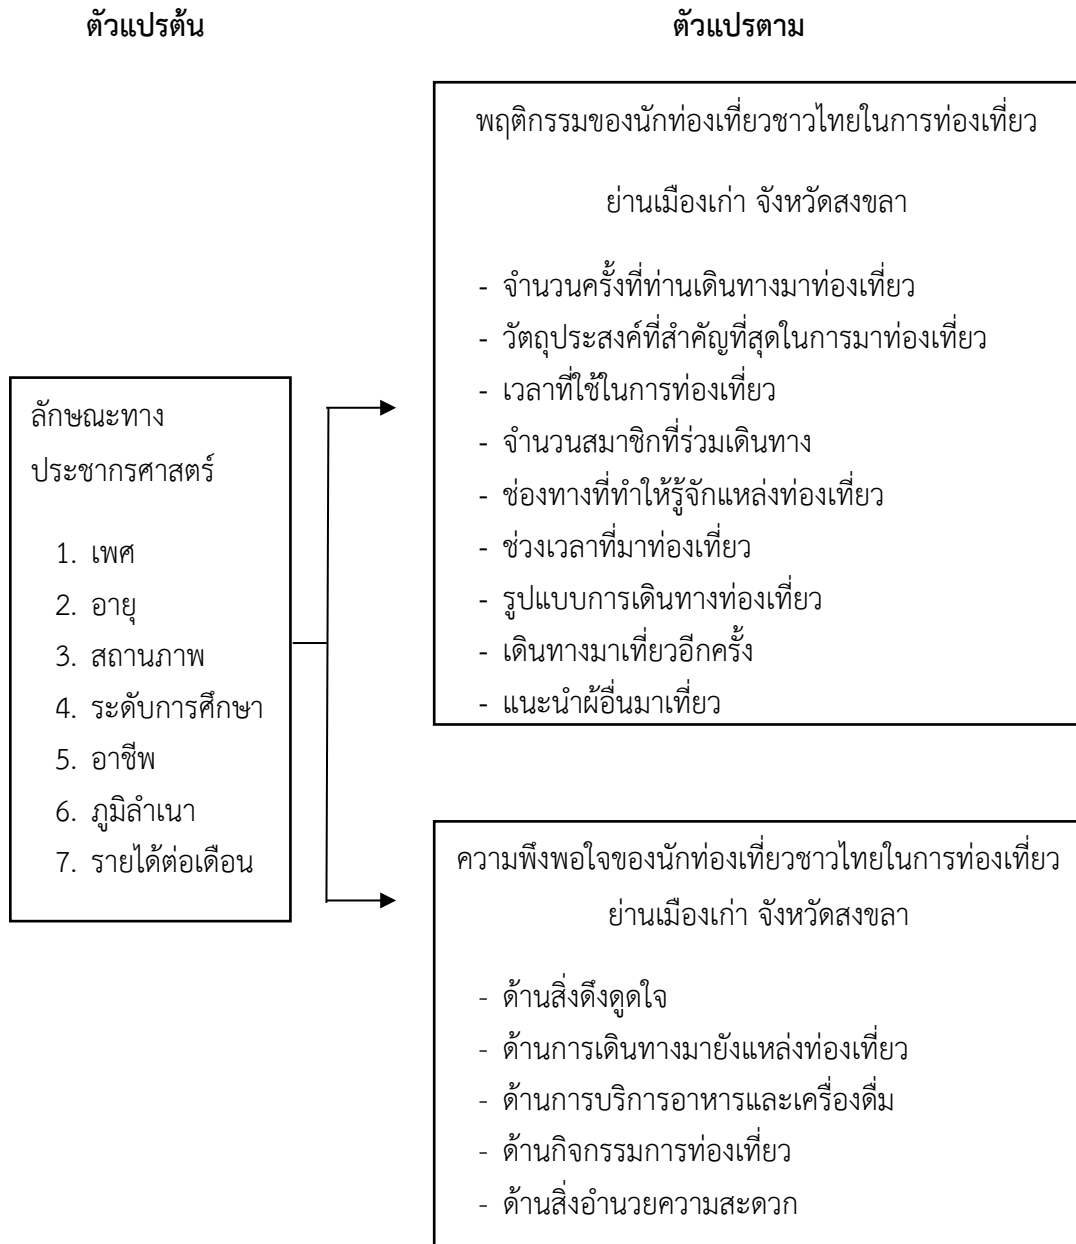 ตัวแปรต้น
ตัวแปรตาม
พฤติกรรมของนักท่องเที่ยวชาวไทยในการท่องเที่ยว
ย่านเมืองเก่า จังหวัดสงขลา
- จำนวนครั้งที่ท่านเดินทางมาท่องเที่ยว
- วัตถุประสงค์ที่สำคัญที่สุดในการมาท่องเที่ยว
- เวลาที่ใช้ในการท่องเที่ยว
- จำนวนสมาชิกที่ร่วมเดินทาง
- ช่องทางที่ทำให้รู้จักแหล่งท่องเที่ยว
- ช่วงเวลาที่มาท่องเที่ยว
- รูปแบบการเดินทางท่องเที่ยว
- เดินทางมาเที่ยวอีกครั้ง
- แนะนำผู้อื่นมาเที่ยว
ลักษณะทาง
ประชากรศาสตร์
1. เพศ
2. อายุ
3. สถานภาพ
4. ระดับการศึกษา
5. อาชีพ
6. ภูมิลำเนา
7. รายได้ต่อเดือน
ความพึงพอใจของนักท่องเที่ยวชาวไทยในการท่องเที่ยว
ย่านเมืองเก่า จังหวัดสงขลา
- ด้านสิ่งดึงดูดใจ
- ด้านการเดินทางมายังแหล่งท่องเที่ยว
- ด้านการบริการอาหารและเครื่องดื่ม
- ด้านกิจกรรมการท่องเที่ยว
- ด้านสิ่งอำนวยความสะดวก